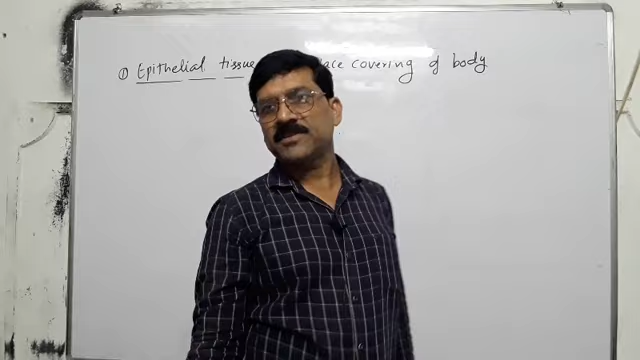 ① Epithelial tissue covering of body